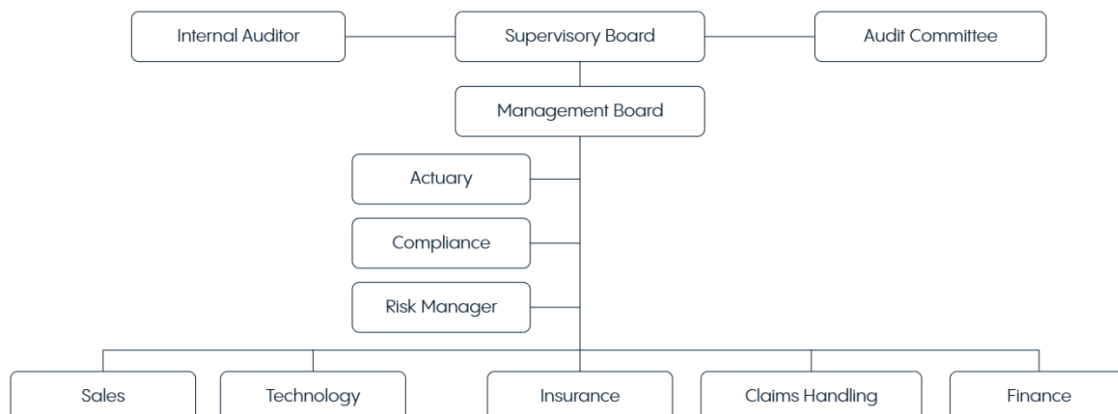 Internal Auditor
Supervisory Board
Audit Committee
Management Board
Actuary
Compliance
Risk Manager
Sales
Technology
Insurance
Claims Handling
Finance